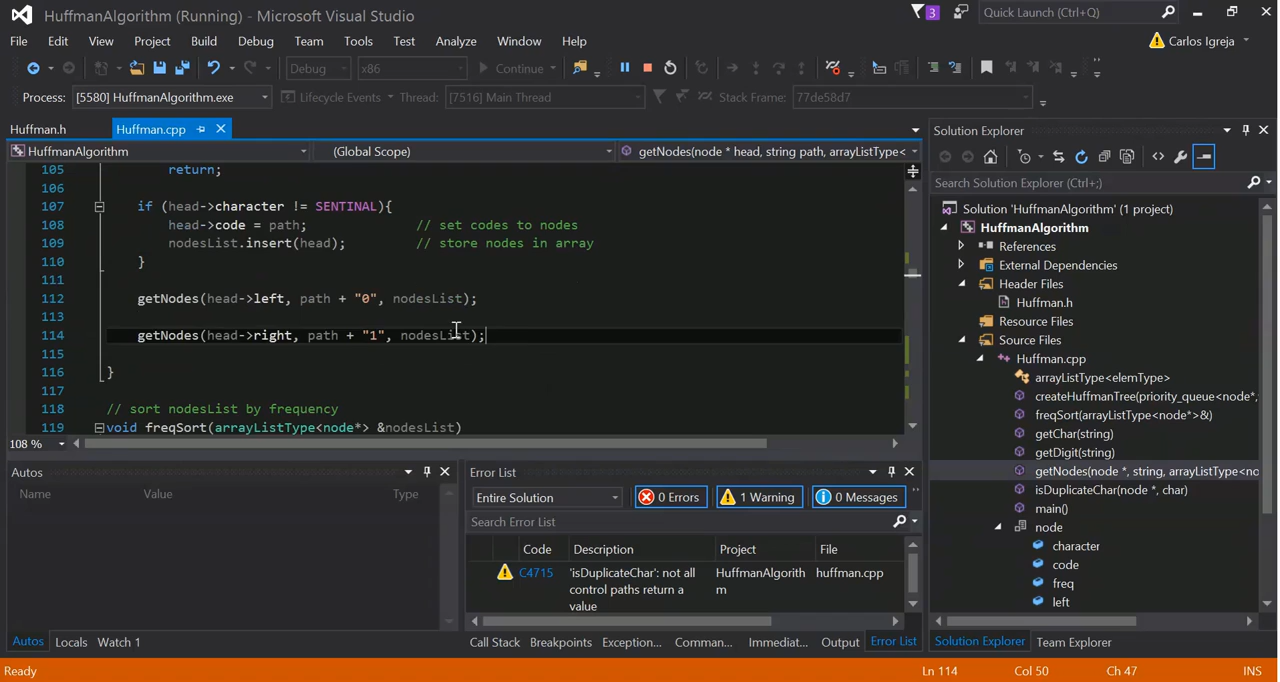 HuffmanAlgorithm (Running) - Microsoft Visual Studio
3
Quick Launch (Ctrl+Q)
File Edit View Project Build Debug Team Tools Test Analyze Window Help
Carlos Igreja
Debug x86 Continue
Process: [5580] HuffmanAlgorithm.exe Lifecycle Events Thread: [7516] Main Thread Stack Frame: 77de58d7
Huffman.h Huffman.cpp
HuffmanAlgorithm (Global Scope) getNodes(node * head, string path, arrayListType<
105 return;
106
107 if (head->character != SENTINAL){
108 head->code = path; // set codes to nodes
109 nodesList.insert(head); // store nodes in array
110 }
111
112 getNodes(head->left, path + "0", nodesList);
113
114 getNodes(head->right, path + "1", nodesList);
115
116 }
117
118 // sort nodesList by frequency
119 void freqSort(arrayListType<node*> &nodesList)
108 %
Autos
Name Value Type
Autos Locals Watch 1
Error List
Entire Solution 0 Errors 1 Warning 0 Messages
Search Error List
Code Description Project File
C4715 'isDuplicateChar': not all control paths return a value HuffmanAlgorithm huffman.cpp
Call Stack Breakpoints Exception... Comman... Immediat... Output Error List
Solution Explorer
Search Solution Explorer (Ctrl+;)
Solution 'HuffmanAlgorithm' (1 project)
HuffmanAlgorithm
References
External Dependencies
Header Files
Huffman.h
Resource Files
Source Files
Huffman.cpp
arrayListType<elemType>
createHuffmanTree(priority_queue<node*,
freqSort(arrayListType<node*>&)
getChar(string)
getDigit(string)
getNodes(node *, string, arrayListType<no
isDuplicateChar(node *, char)
main()
node
character
code
freq
left
Solution Explorer Team Explorer
Ready Ln 114 Col 50 Ch 47 INS